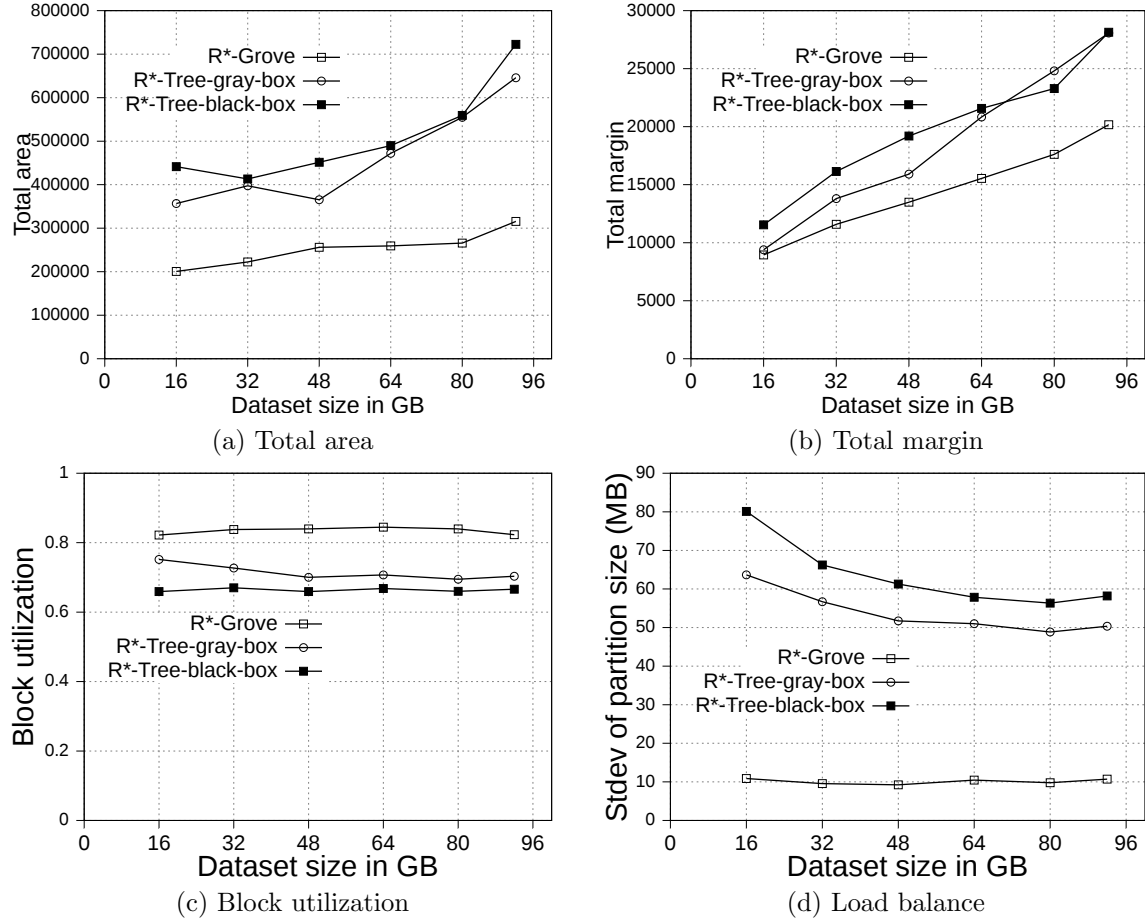 800000
700000
600000
500000
400000
300000
200000
100000
0
Total area
R*-Grove
R*-Tree-gray-box
R*-Tree-black-box
0 16 32 48 64 80 96
Dataset size in GB
(a) Total area
30000
25000
20000
15000
10000
5000
0
Total margin
R*-Grove
R*-Tree-gray-box
R*-Tree-black-box
0 16 32 48 64 80 96
Dataset size in GB
(b) Total margin
1
0.8
0.6
0.4
0.2
0
Block utilization
R*-Grove
R*-Tree-gray-box
R*-Tree-black-box
0 16 32 48 64 80 96
Dataset size in GB
(c) Block utilization
90
80
70
60
50
40
30
20
10
0
Stdev of partition size (MB)
R*-Grove
R*-Tree-gray-box
R*-Tree-black-box
0 16 32 48 64 80 96
Dataset size in GB
(d) Load balance